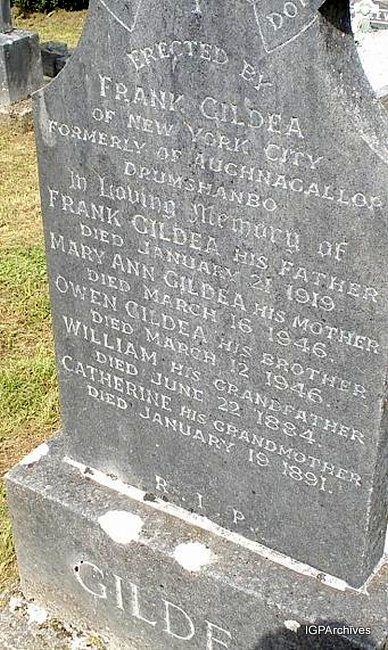 I
DOM
ERECTED BY
FRANK GILDEA
OF NEW YORK CITY
FORMERLY OF AUCHNAGALLOP
DRUMSHANBO
In Loving Memory of
FRANK GILDEA HIS FATHER
DIED JANUARY 21 1919
MARY ANN GILDEA HIS MOTHER
DIED MARCH 16 1946.
OWEN GILDEA HIS BROTHER
DIED MARCH 12 1946
WILLIAM HIS GRANDFATHER
DIED JUNE 22 1884.
CATHERINE HIS GRANDMOTHER
DIED JANUARY 19 1891.
R. I. P.
GILDE
IGPArchives